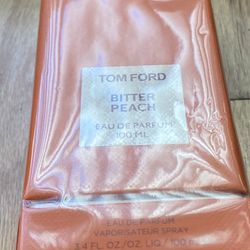 TOM FORD
BITTER
PEACH
EAU DE PARFUM
100 ML
EAU DE PARFUM
VAPORISATEUR SPRAY
3.4 FL. OZ./OZ. LIQ. / 100